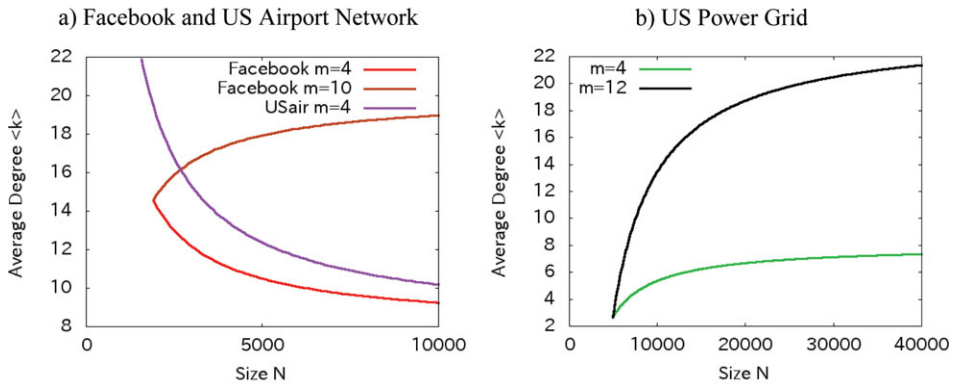 a) Facebook and US Airport Network
22
20
18
16
14
12
10
8
Average Degree <k>
Facebook m=4
Facebook m=10
USair m=4
0
5000
10000
Size N
b) US Power Grid
22
20
18
16
14
12
10
8
6
4
2
Average Degree <k>
m=4
m=12
0
10000
20000
30000
40000
Size N